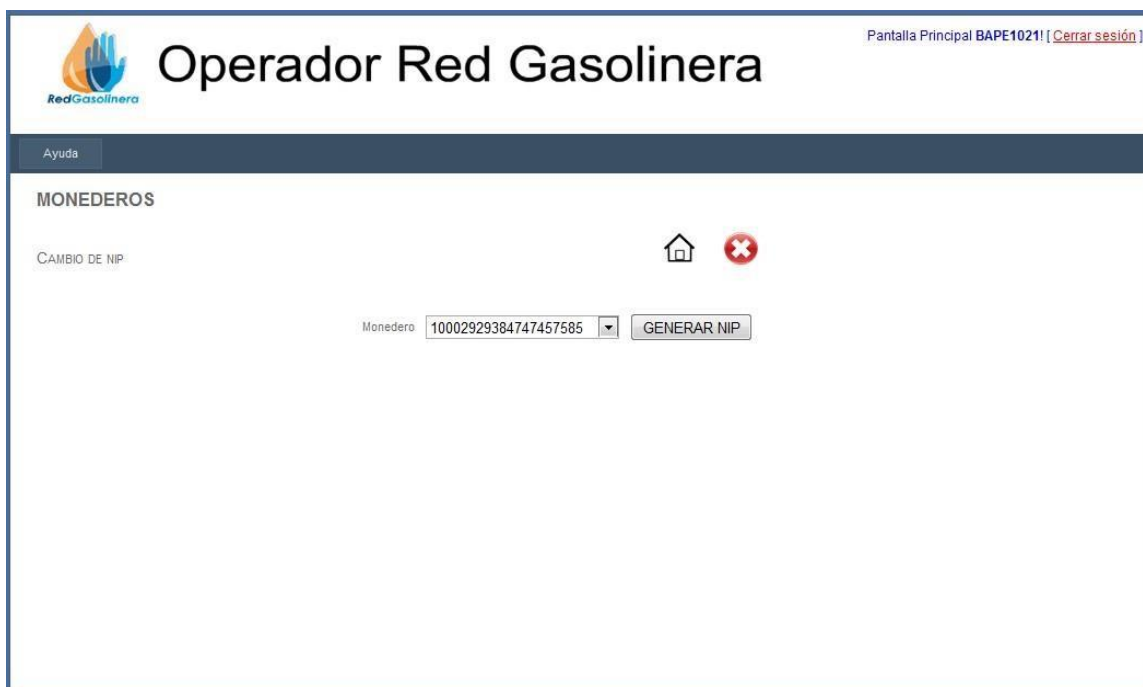 RedGasolinera
Operador Red Gasolinera
Pantalla Principal BAPE1021! [ Cerrar sesión ]
Ayuda
MONEDEROS
CAMBIO DE NIP
Monedero 10002929384747457585 GENERAR NIP